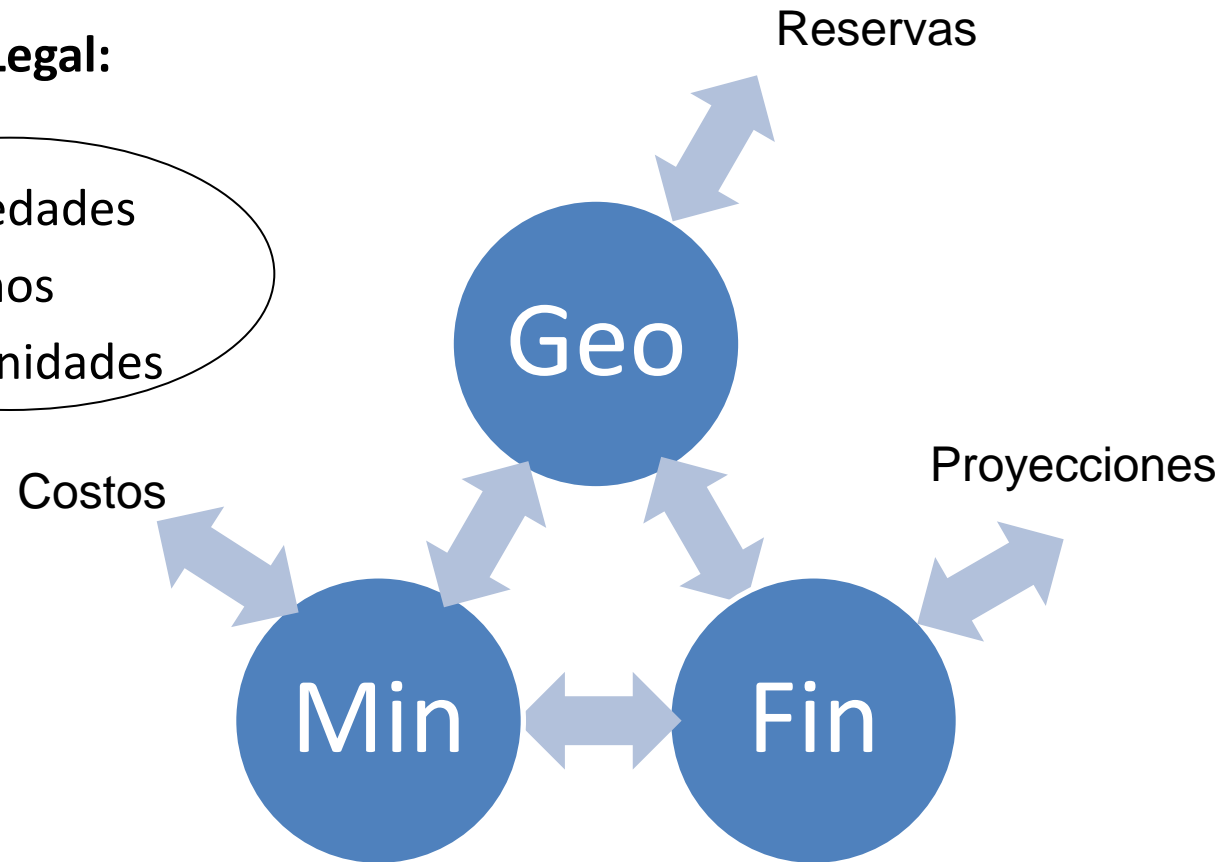 Reservas
Legal:
edades
nos
nidades
Geo
Proyecciones
Costos
Min
Fin